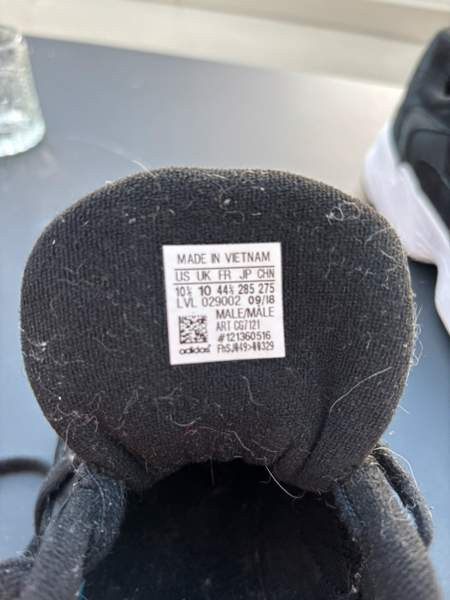 MADE IN VIETNAM
US UK FR JP CHN
10½ 10 44⅔ 285 275
LVL 029002 09/18
MALE/MÂLE
ART CG7121
#121360516
adidas